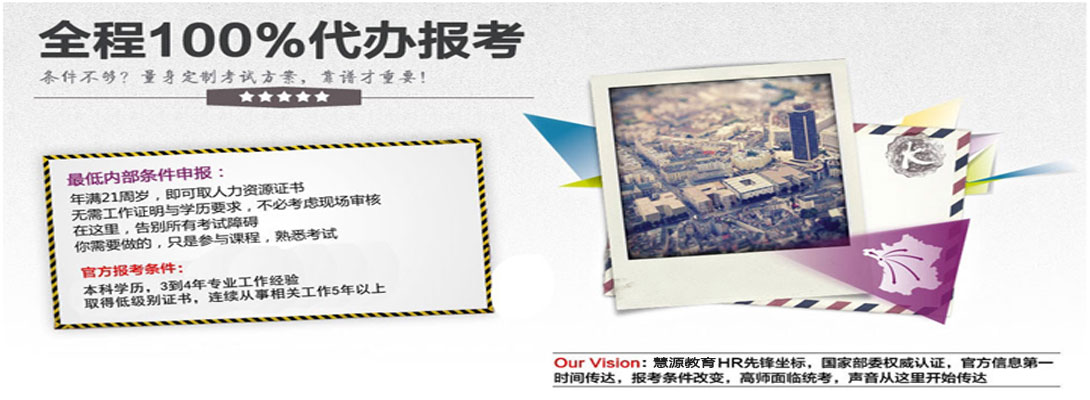 全程100%代办报考
条件不够？量身定制考试方案，靠谱才重要！
最低内部条件申报：
年满21周岁，即可取人力资源证书
无需工作证明与学历要求，不必考虑现场审核
在这里，告别所有考试障碍
你需要做的，只是参与课程，熟悉考试
官方报考条件：
本科学历，3到4年专业工作经验
取得低级别证书，连续从事相关工作5年以上
K
Our Vision：慧源教育HR先锋坐标，国家部委权威认证，官方信息第一
时间传达，报考条件改变，高师面临统考，声音从这里开始传达